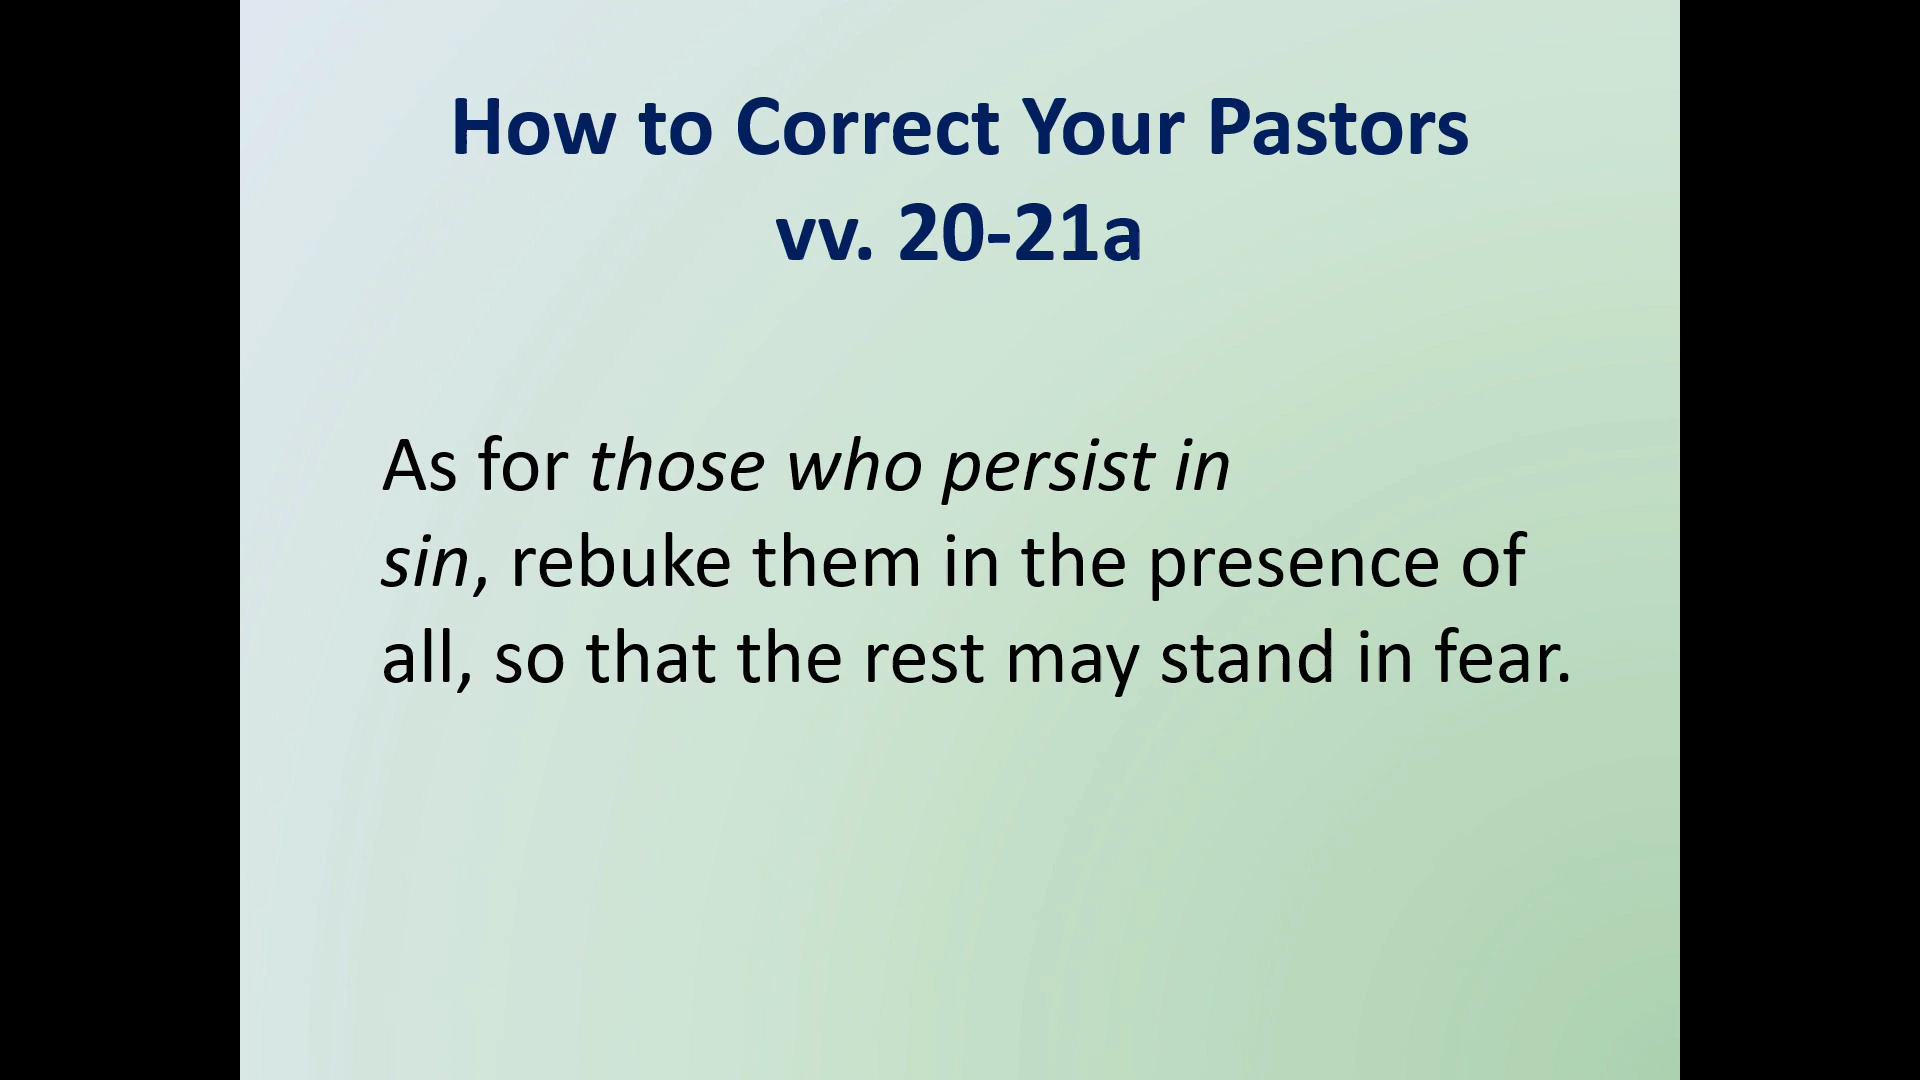 How to Correct Your Pastors
vv. 20-21a
As for those who persist in
sin, rebuke them in the presence of
all, so that the rest may stand in fear.